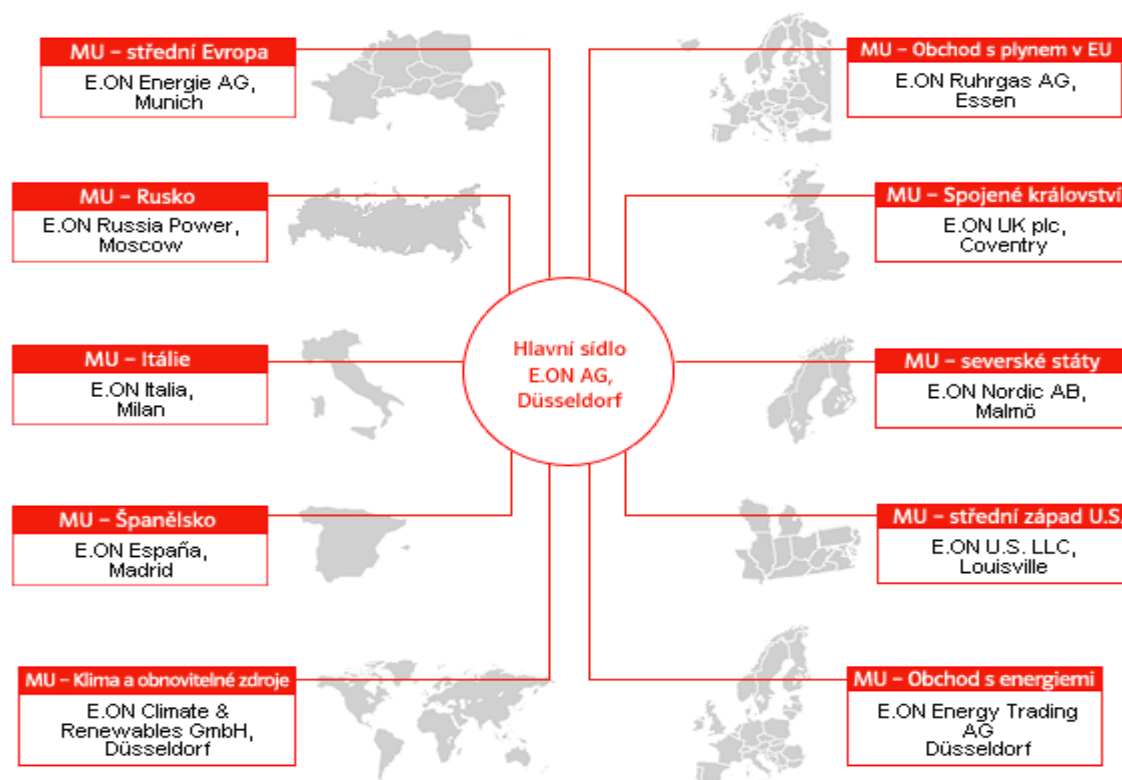 MU – střední Evropa
E.ON Energie AG,
Munich
MU – Obchod s plynem v EU
E.ON Ruhrgas AG,
Essen
MU – Rusko
E.ON Russia Power,
Moscow
MU – Spojené království
E.ON UK plc,
Coventry
Hlavní sídlo
E.ON AG,
Düsseldorf
MU – Itálie
E.ON Italia,
Milan
MU – severské státy
E.ON Nordic AB,
Malmö
MU – Španělsko
E.ON España,
Madrid
MU – střední západ U.S.
E.ON U.S. LLC,
Louisville
MU – Klima a obnovitelné zdroje
E.ON Climate &
Renewables GmbH,
Düsseldorf
MU – Obchod s energiemi
E.ON Energy Trading
AG
Düsseldorf